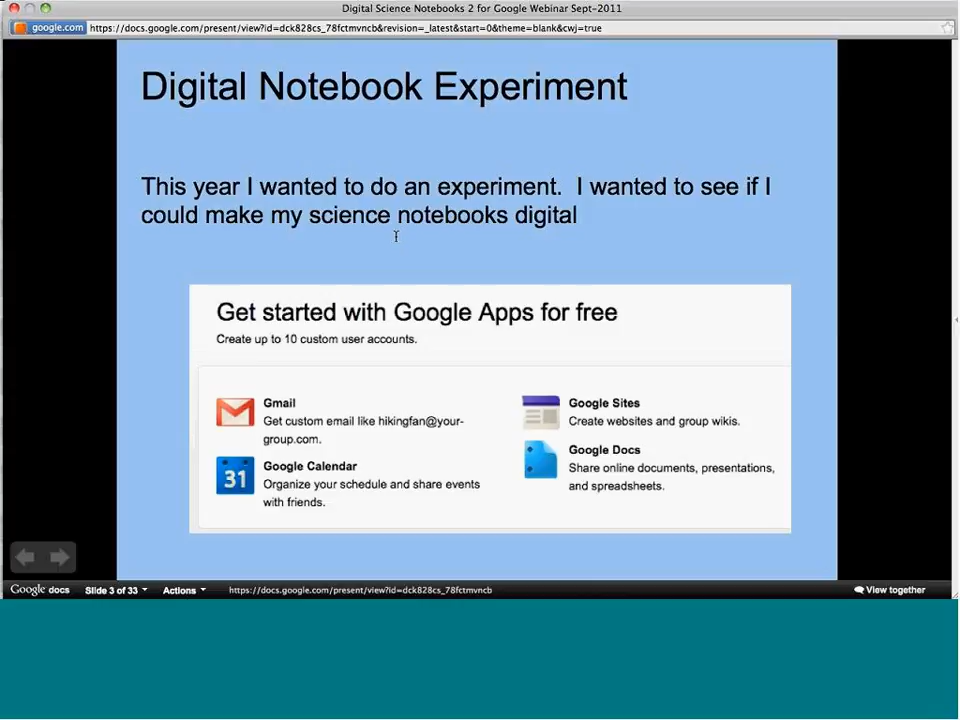 Digital Science Notebooks 2 for Google Webinar Sept-2011
google.com https://docs.google.com/present/view?id=dck828cs_78fctmvncb&revision=_latest&start=0&theme=blank&cwj=true
Digital Notebook Experiment
This year I wanted to do an experiment. I wanted to see if I
could make my science notebooks digital
Get started with Google Apps for free
Create up to 10 custom user accounts.
Gmail
Get custom email like hikingfan@your-
group.com.
31
Google Calendar
Organize your schedule and share events
with friends.
Google Sites
Create websites and group wikis.
Google Docs
Share online documents, presentations,
and spreadsheets.
Google docs Slide 3 of 33 Actions https://docs.google.com/present/view?id=dck828cs_78fctmvncb View together